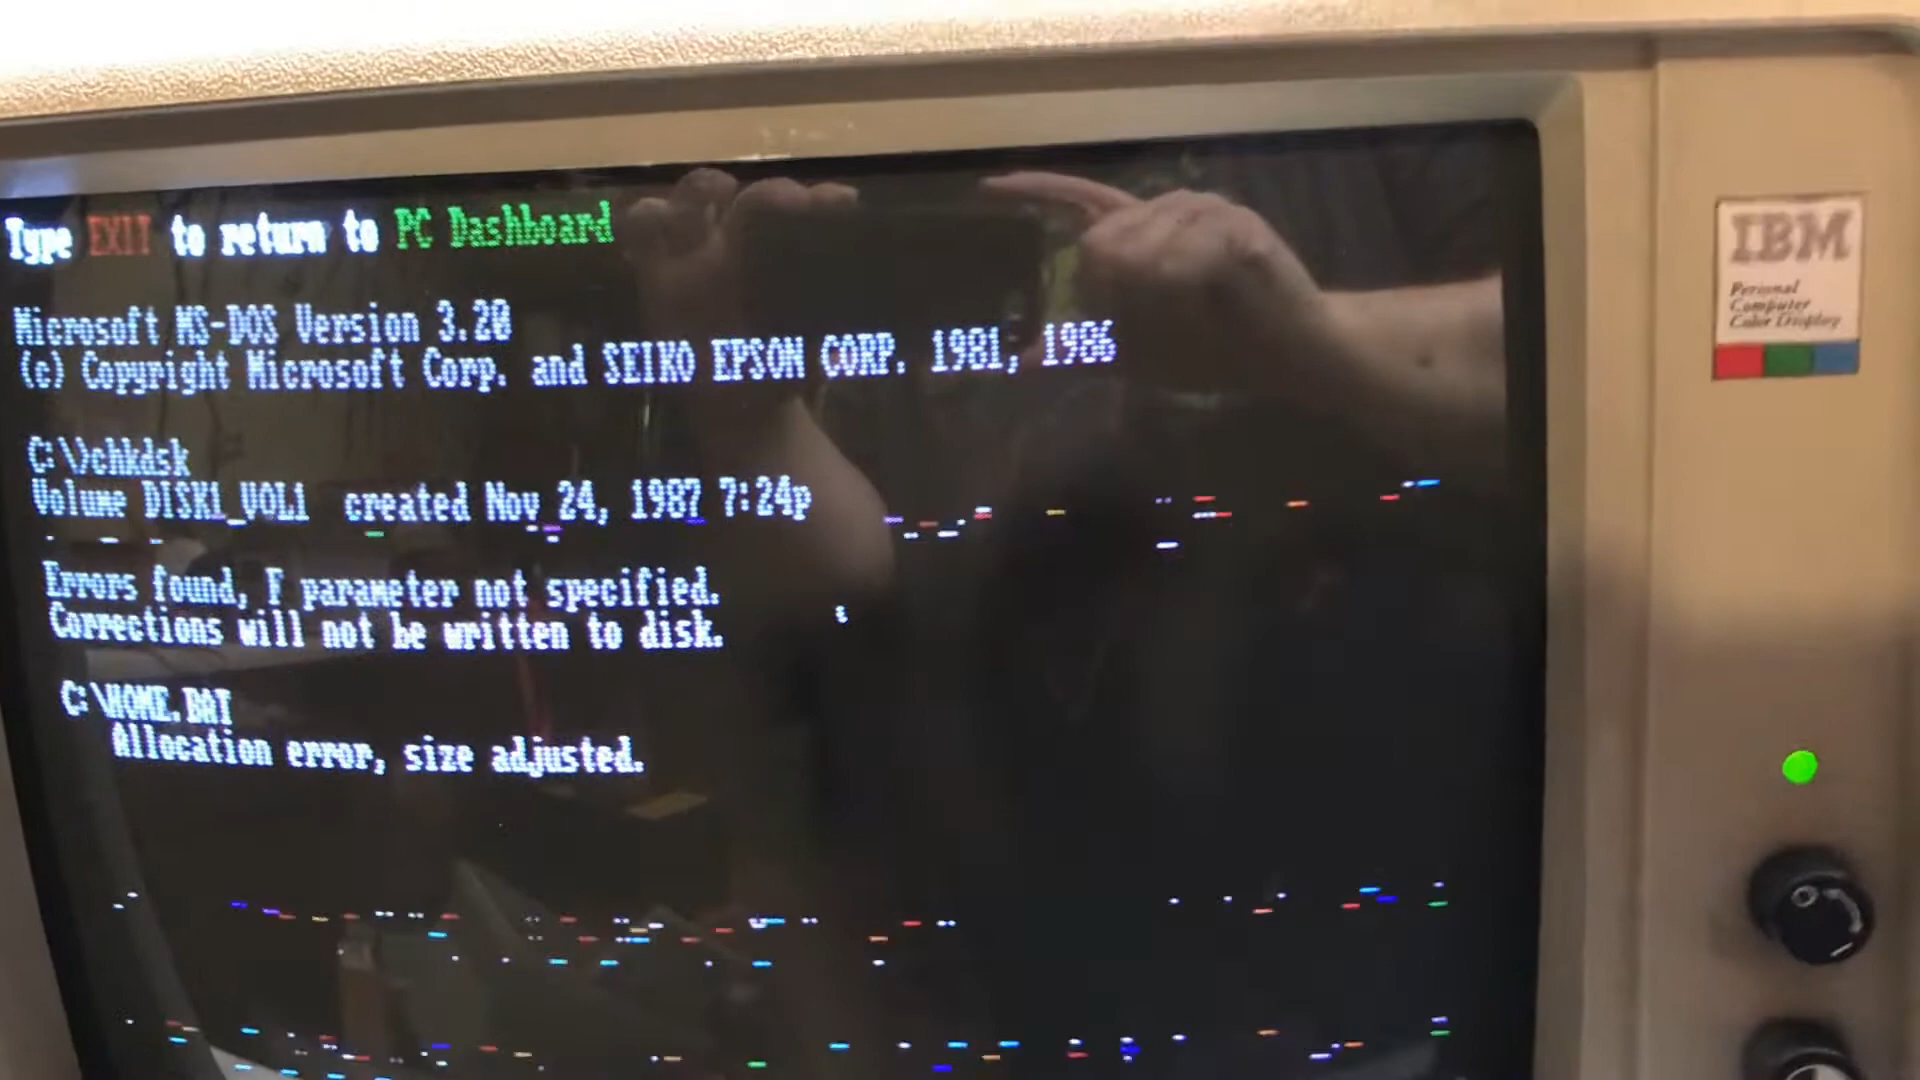 Type EXIT to return to PC Dashboard
Microsoft MS-DOS Version 3.20
(c) Copyright Microsoft Corp. and SEIKO EPSON CORP. 1981, 1986
C:\>chkdsk
Volume DISK1_VOL1 created Nov 24, 1987 7:24p
Errors found, F parameter not specified.
Corrections will not be written to disk.
s
C:\HOME.BAT
Allocation error, size adjusted.
IBM
Personal
Computer
Color Display